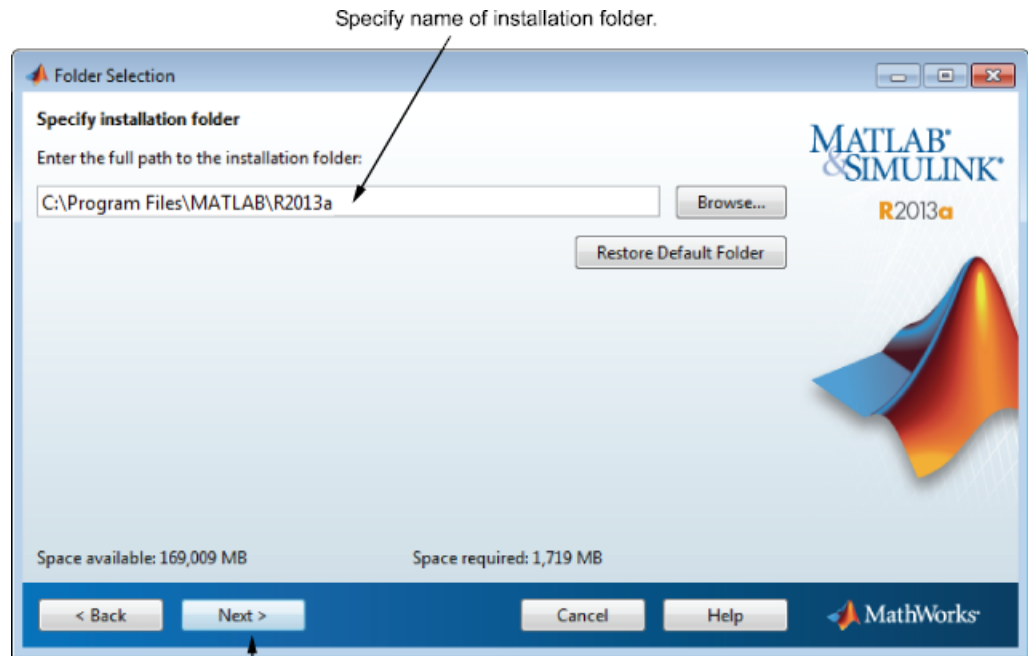 Specify name of installation folder.
Folder Selection
Specify installation folder
Enter the full path to the installation folder:
C:\Program Files\MATLAB\R2013a
Browse...
Restore Default Folder
MATLAB®
&SIMULINK®
R2013a
Space available: 169,009 MB
Space required: 1,719 MB
< Back
Next >
Cancel
Help
MathWorks®